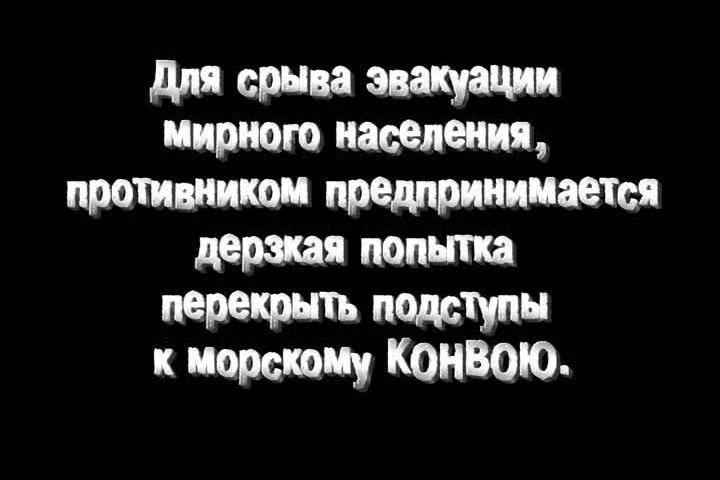 Для срыва эвакуации
мирного населения,
противником предпринимается
дерзкая попытка
перекрыть подступы
к морскому КОНВОЮ.